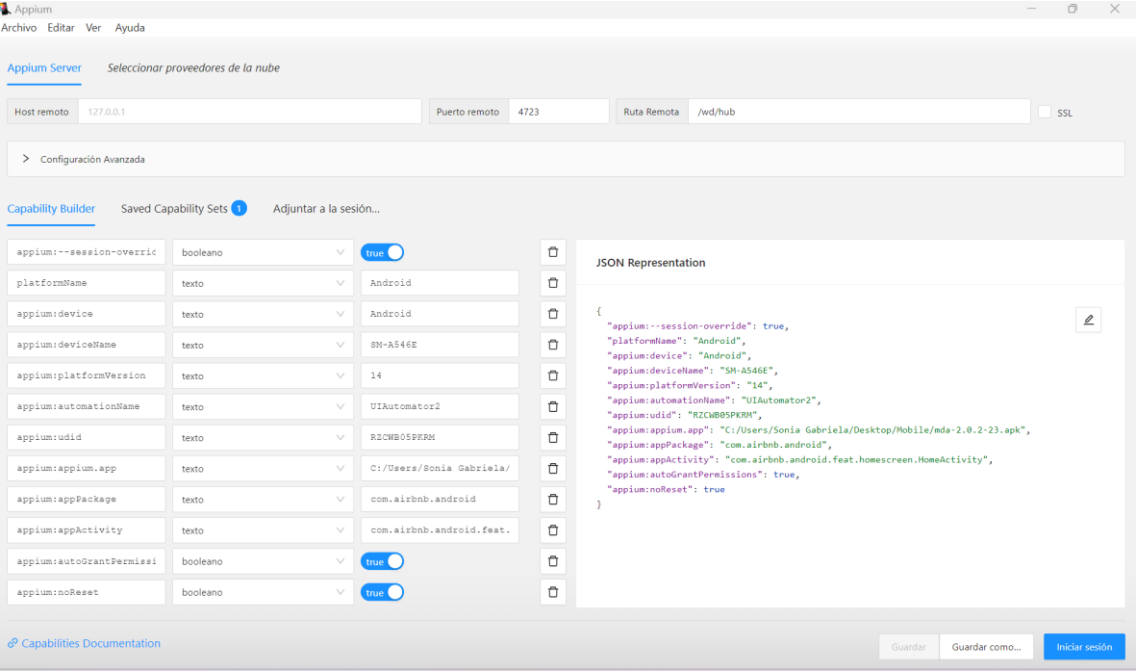 Appium
Archivo Editar Ver Ayuda
Appium Server Seleccionar proveedores de la nube
Host remoto 127.0.0.1 Puerto remoto 4723 Ruta Remota /wd/hub SSL
Configuración Avanzada
Capability Builder Saved Capability Sets 1 Adjuntar a la sesión...
appium:--session-overric booleano true
platformName texto Android
appium:device texto Android
appium:deviceName texto SM-A546E
appium:platformVersion texto 14
appium:automationName texto UIAutomator2
appium:udid texto RZCWB05PKRM
appium:appium.app texto C:/Users/Sonia Gabriela/
appium:appPackage texto com.airbnb.android
appium:appActivity texto com.airbnb.android.feat.
appium:autoGrantPermissi booleano true
appium:noReset booleano true
JSON Representation
{
"appium:--session-override": true,
"platformName": "Android",
"appium:device": "Android",
"appium:deviceName": "SM-A546E",
"appium:platformVersion": "14",
"appium:automationName": "UIAutomator2",
"appium:udid": "RZCWB05PKRM",
"appium:appium.app": "C:/Users/Sonia Gabriela/Desktop/Mobile/mda-2.0.2-23.apk",
"appium:appPackage": "com.airbnb.android",
"appium:appActivity": "com.airbnb.android.feat.homescreen.HomeActivity",
"appium:autoGrantPermissions": true,
"appium:noReset": true
}
Capabilities Documentation
Guardar Guardar como... Iniciar sesión